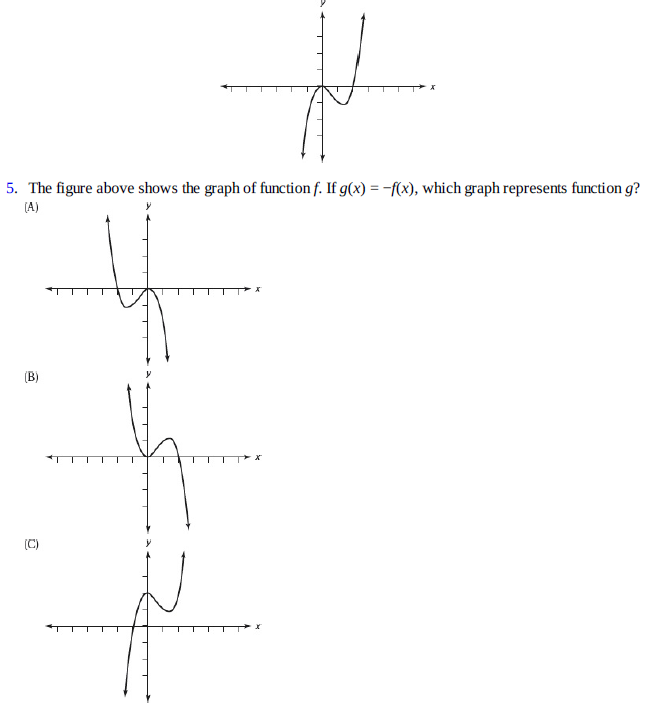 y
x
5. The figure above shows the graph of function f. If g(x) = −f(x), which graph represents function g?
(A)
y
x
(B)
y
x
(C)
y
x